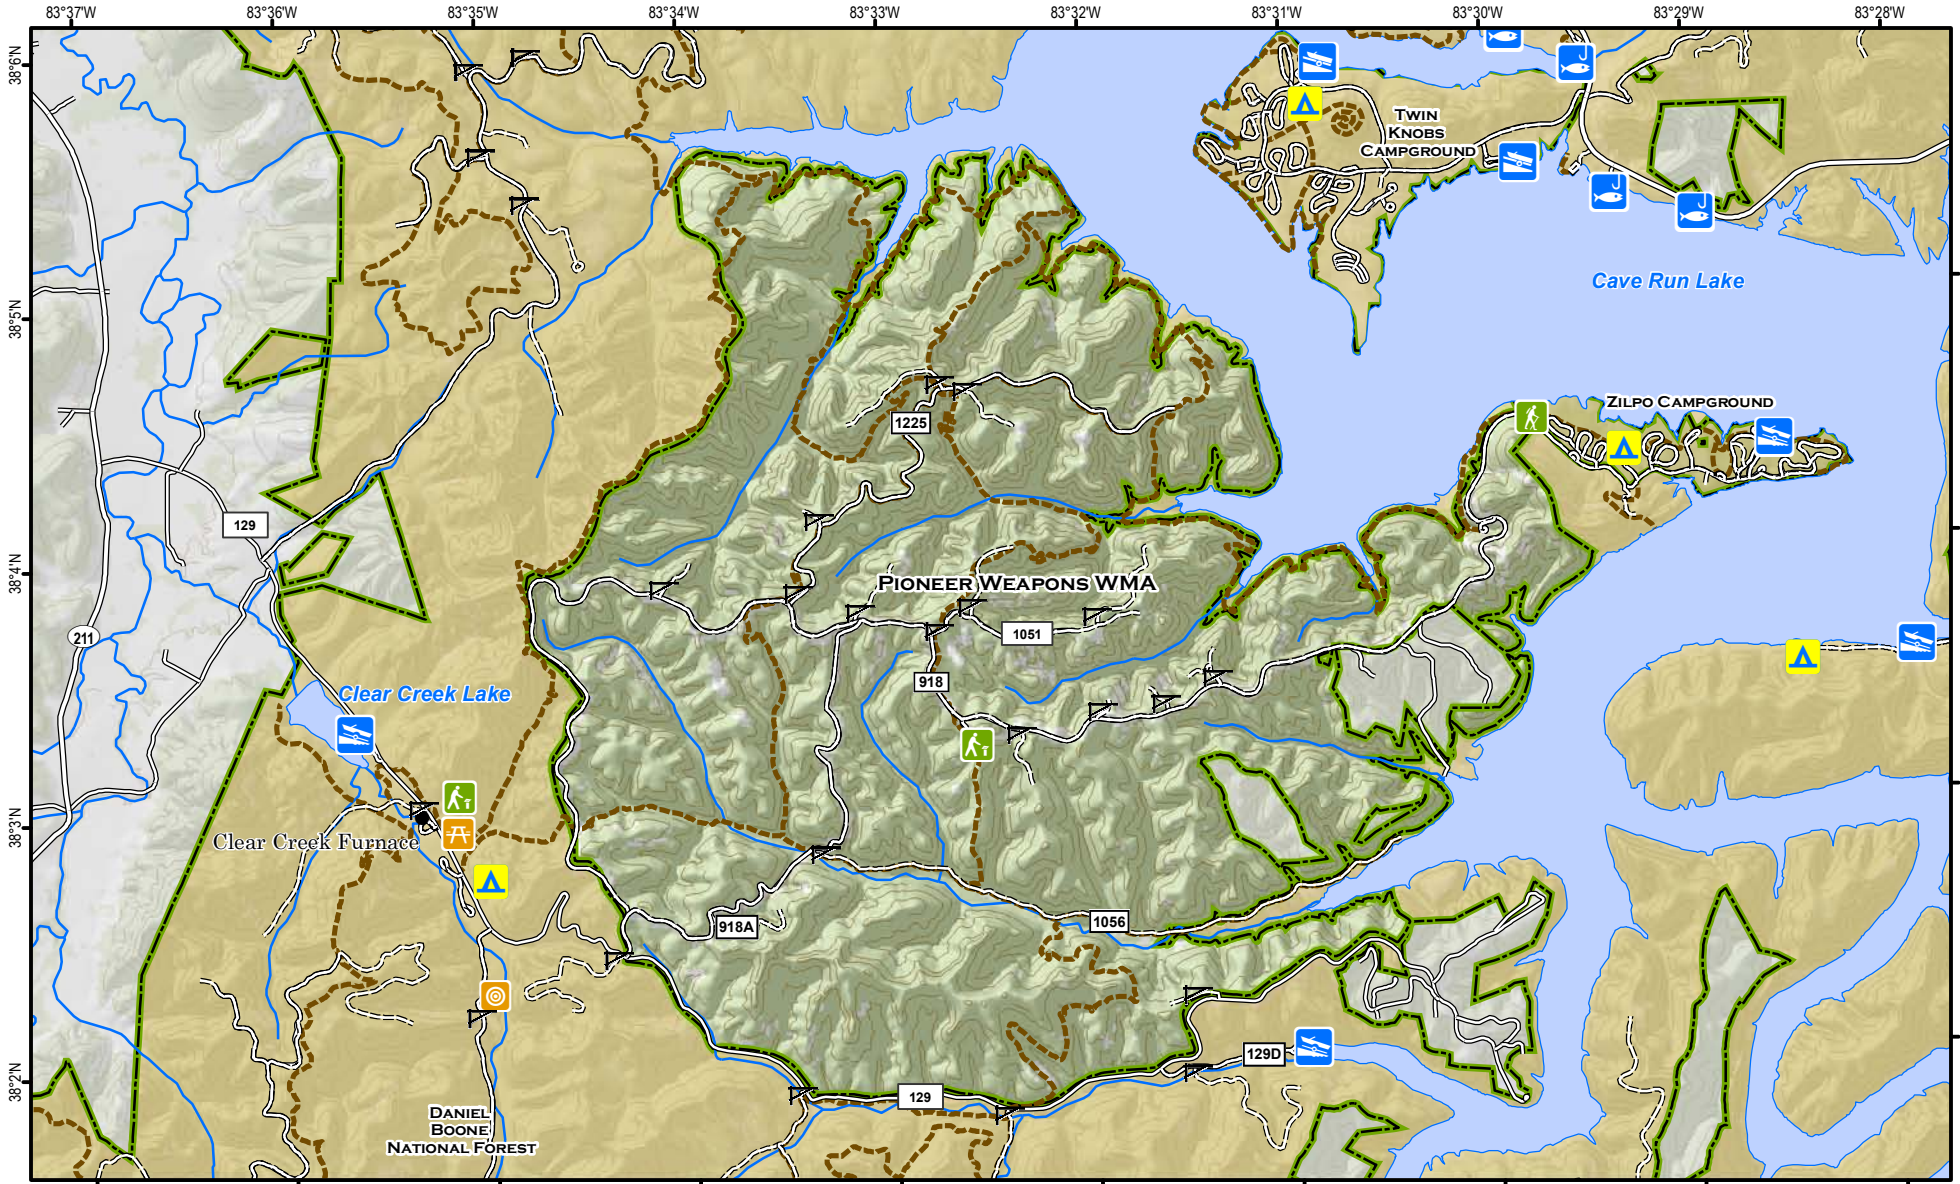 83°37'W
83°36'W
83°35'W
83°34'W
83°33'W
83°32'W
83°31'W
83°30'W
83°29'W
83°28'W
38°6'N
38°5'N
38°4'N
38°3'N
38°2'N
TWIN
KNOBS
CAMPGROUND
Cave Run Lake
ZILPO CAMPGROUND
1225
129
PIONEER WEAPONS WMA
1051
211
918
Clear Creek Lake
Clear Creek Furnace
918A
1056
129D
129
DANIEL
BOONE
NATIONAL FOREST